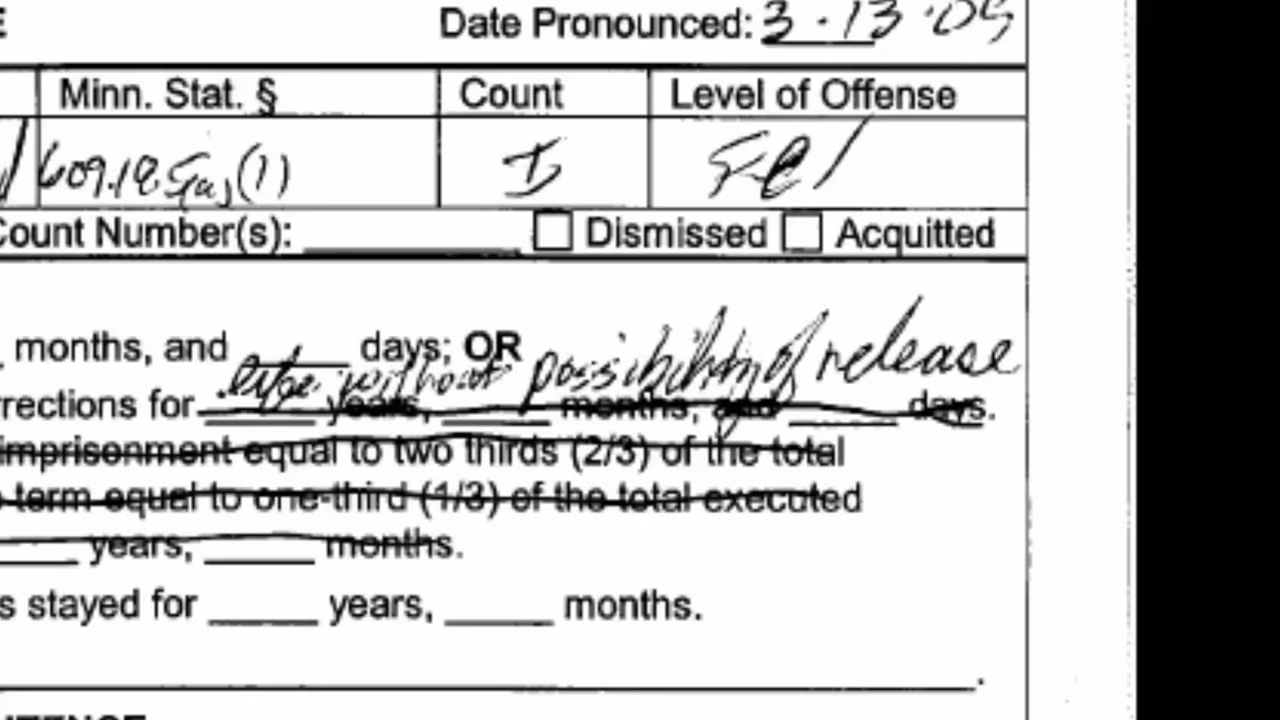 E Date Pronounced: 3·13·09
Minn. Stat. § Count Level of Offense
609.185(a)(1) I
Count Number(s): Dismissed Acquitted
months, and days; OR
life without possibility of release
rrections for years, months, and days.
imprisonment equal to two thirds (2/3) of the total
term equal to one-third (1/3) of the total executed
years, months.
s stayed for years, months.